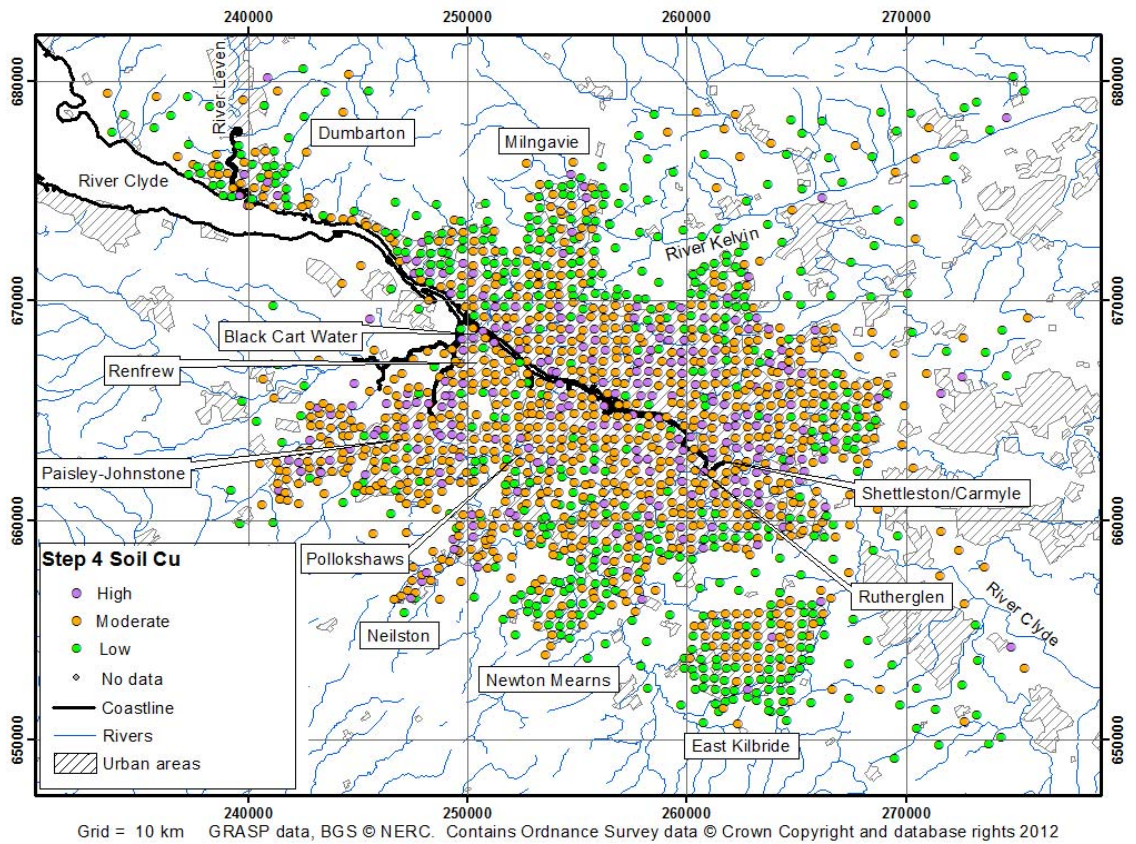 240000 250000 260000 270000
680000 680000
River Leven
Dumbarton
Milngavie
River Clyde
River Kelvin
670000 670000
Black Cart Water
Renfrew
Paisley-Johnstone
Shettleston/Carmyle
660000 660000
Pollokshaws
Rutherglen
River Clyde
Neilston
Newton Mearns
East Kilbride
650000 650000
Step 4 Soil Cu
High
Moderate
Low
No data
Coastline
Rivers
Urban areas
240000 250000 260000 270000
Grid = 10 km GRASP data, BGS © NERC. Contains Ordnance Survey data © Crown Copyright and database rights 2012